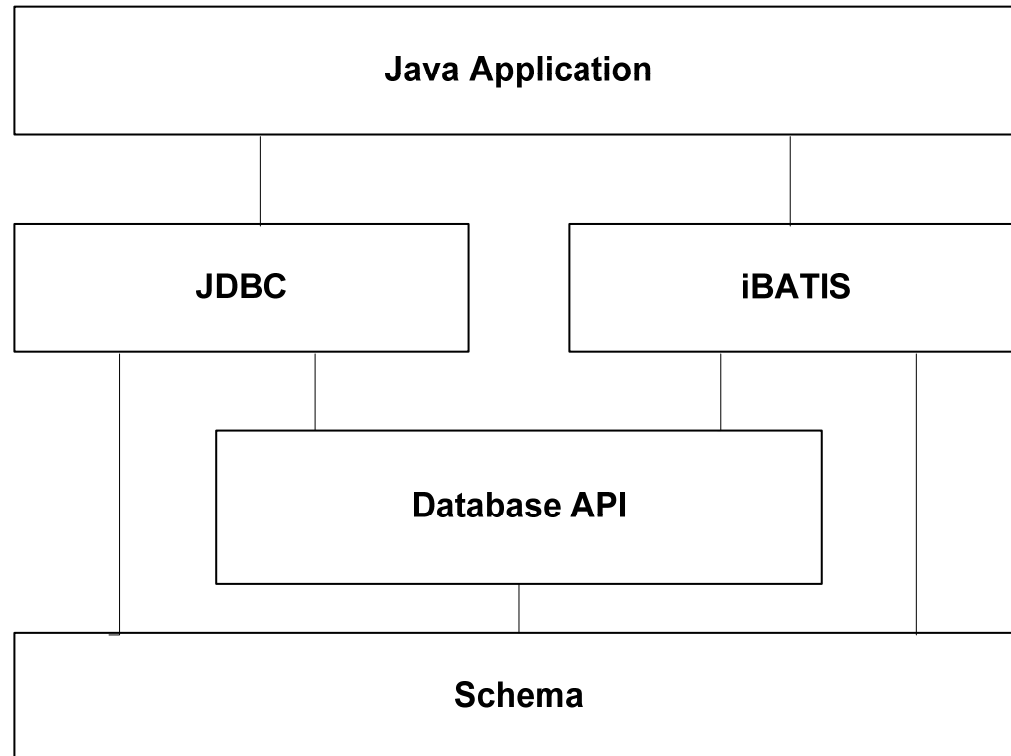 Java Application
JDBC
iBATIS
Database API
Schema